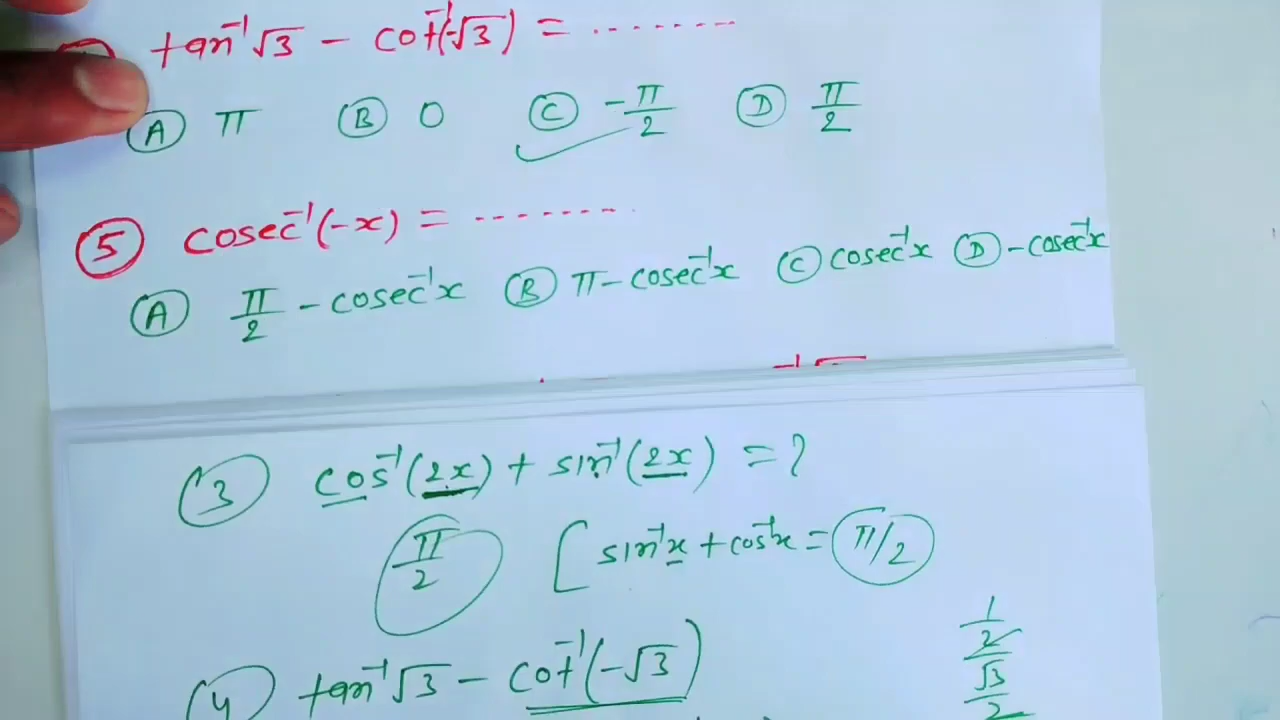 tan⁻¹√3 − cot⁻¹(-√3) = ........
Ⓐ π Ⓑ 0 Ⓒ -π/2 Ⓓ π/2
⑤ cosec⁻¹(-x) = ........
Ⓐ π/2 - cosec⁻¹x Ⓑ π - cosec⁻¹x Ⓒ cosec⁻¹x Ⓓ - cosec⁻¹x
③ cos⁻¹(2x) + sin⁻¹(2x) = ?
π/2 [ sin⁻¹x + cos⁻¹x = π/2
④ tan⁻¹√3 − cot⁻¹(-√3)
1/2
√3/2